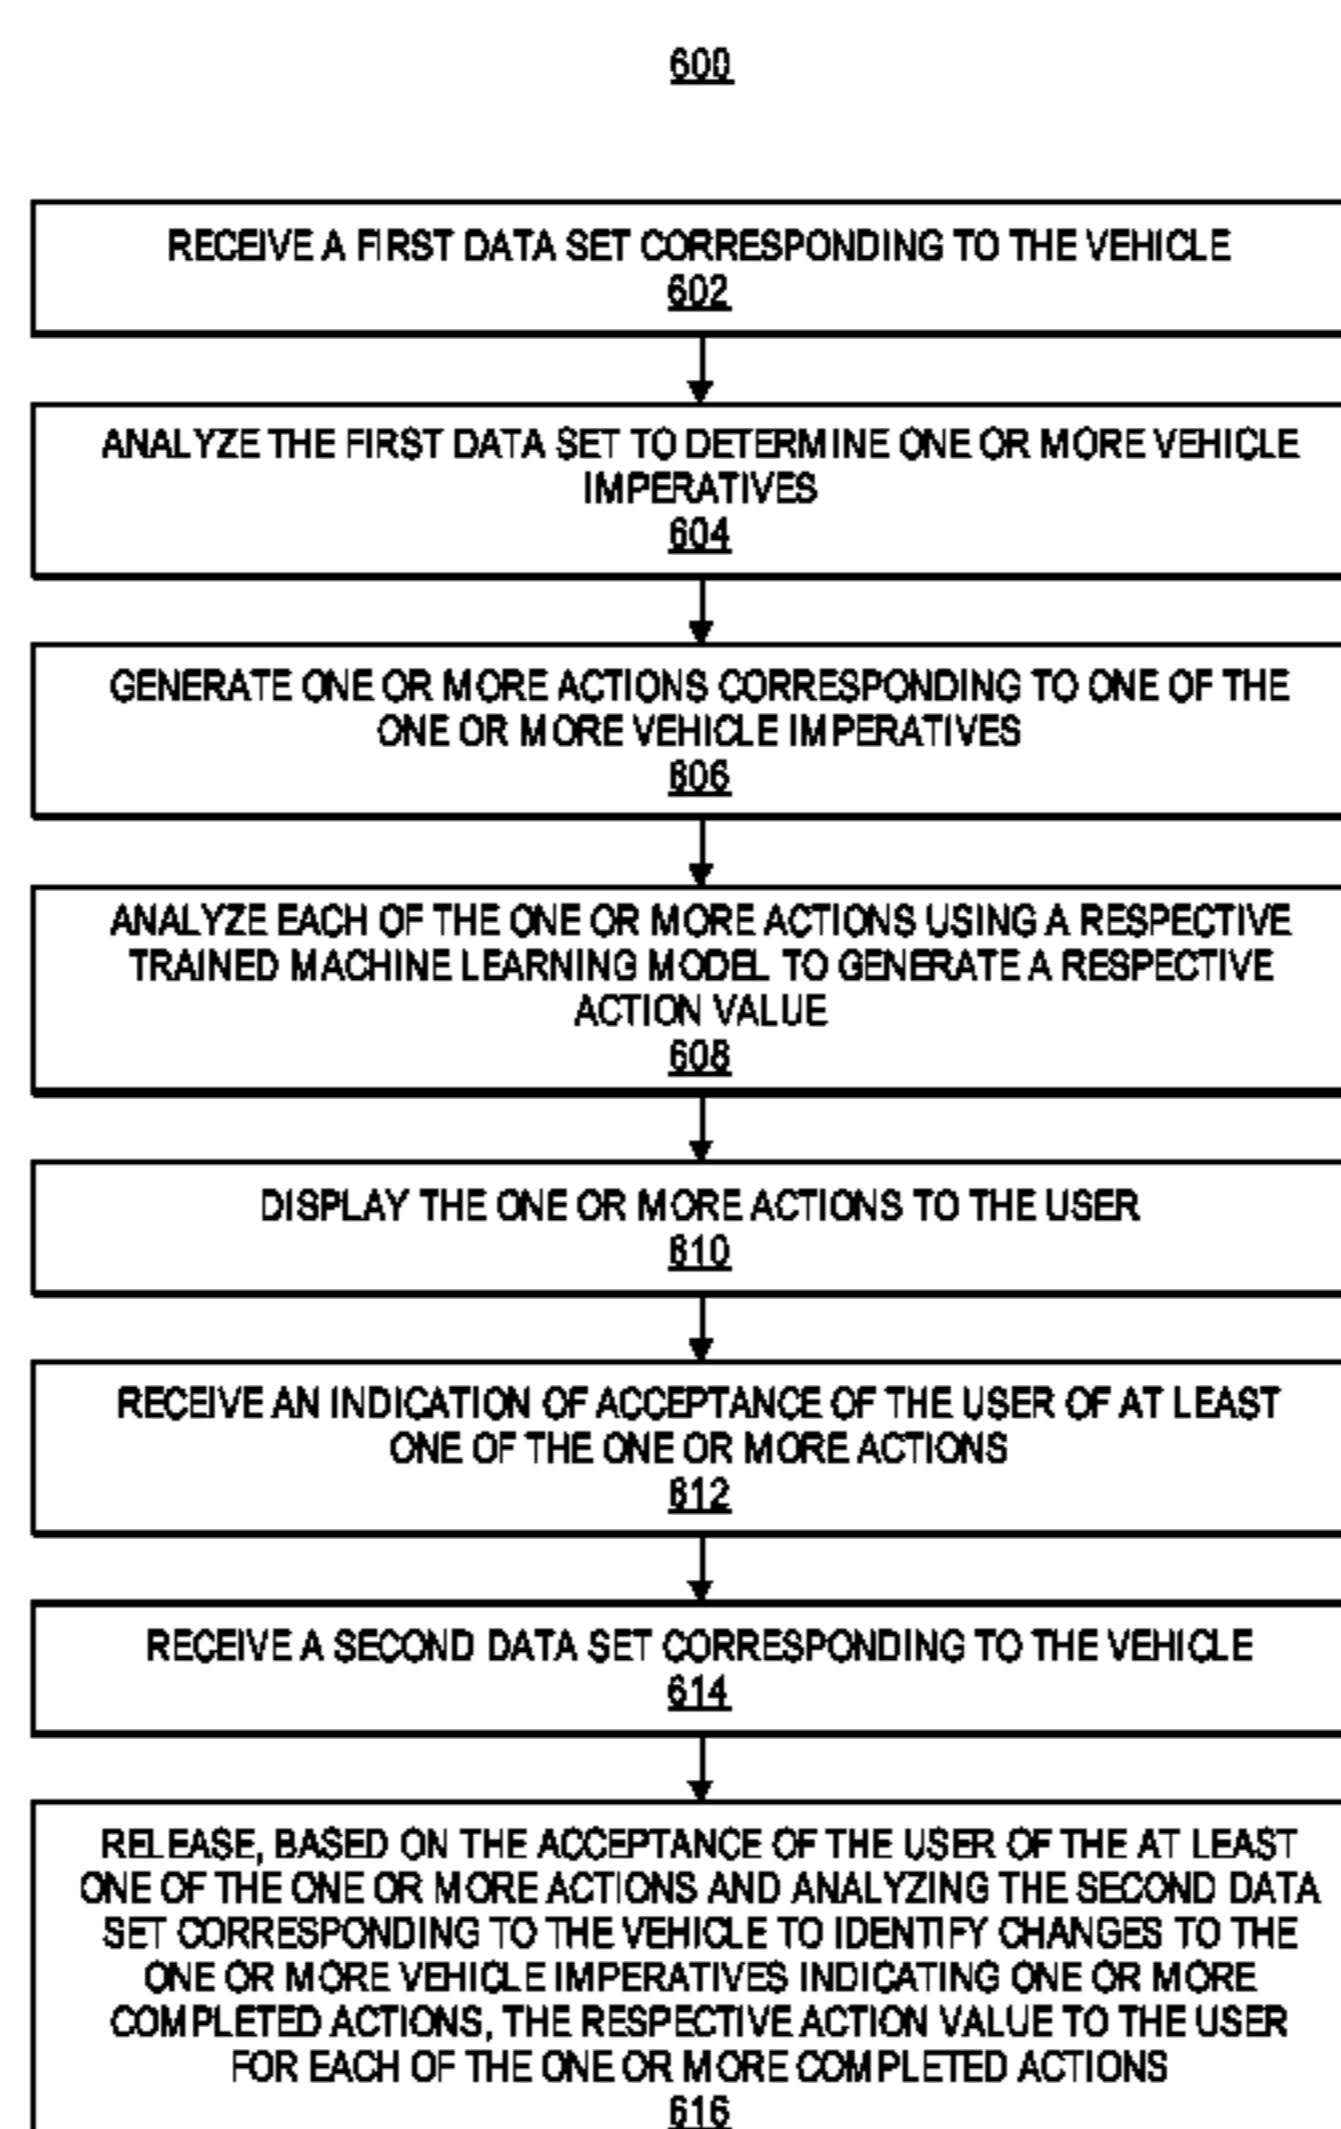 600
RECEIVE A FIRST DATA SET CORRESPONDING TO THE VEHICLE
602
ANALYZE THE FIRST DATA SET TO DETERMINE ONE OR MORE VEHICLE
IMPERATIVES
604
GENERATE ONE OR MORE ACTIONS CORRESPONDING TO ONE OF THE
ONE OR MORE VEHICLE IMPERATIVES
606
ANALYZE EACH OF THE ONE OR MORE ACTIONS USING A RESPECTIVE
TRAINED MACHINE LEARNING MODEL TO GENERATE A RESPECTIVE
ACTION VALUE
608
DISPLAY THE ONE OR MORE ACTIONS TO THE USER
610
RECEIVE AN INDICATION OF ACCEPTANCE OF THE USER OF AT LEAST
ONE OF THE ONE OR MORE ACTIONS
612
RECEIVE A SECOND DATA SET CORRESPONDING TO THE VEHICLE
614
RELEASE, BASED ON THE ACCEPTANCE OF THE USER OF THE AT LEAST
ONE OF THE ONE OR MORE ACTIONS AND ANALYZING THE SECOND DATA
SET CORRESPONDING TO THE VEHICLE TO IDENTIFY CHANGES TO THE
ONE OR MORE VEHICLE IMPERATIVES INDICATING ONE OR MORE
COMPLETED ACTIONS, THE RESPECTIVE ACTION VALUE TO THE USER
FOR EACH OF THE ONE OR MORE COMPLETED ACTIONS
616